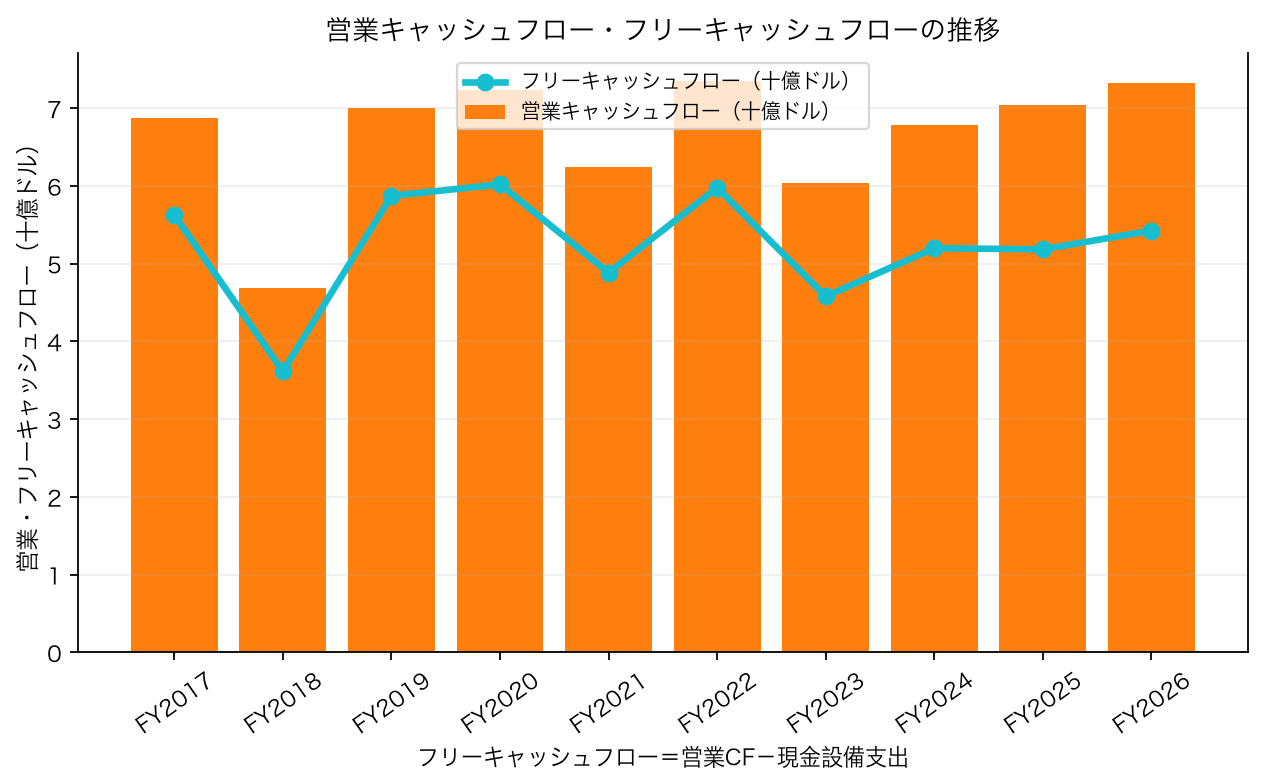 営業キャッシュフロー・フリーキャッシュフローの推移
フリーキャッシュフロー（十億ドル）
営業キャッシュフロー（十億ドル）
営業・フリーキャッシュフロー（十億ドル）
7
6
5
4
3
2
1
0
FY2017
FY2018
FY2019
FY2020
FY2021
FY2022
FY2023
FY2024
FY2025
FY2026
フリーキャッシュフロー＝営業CF－現金設備支出